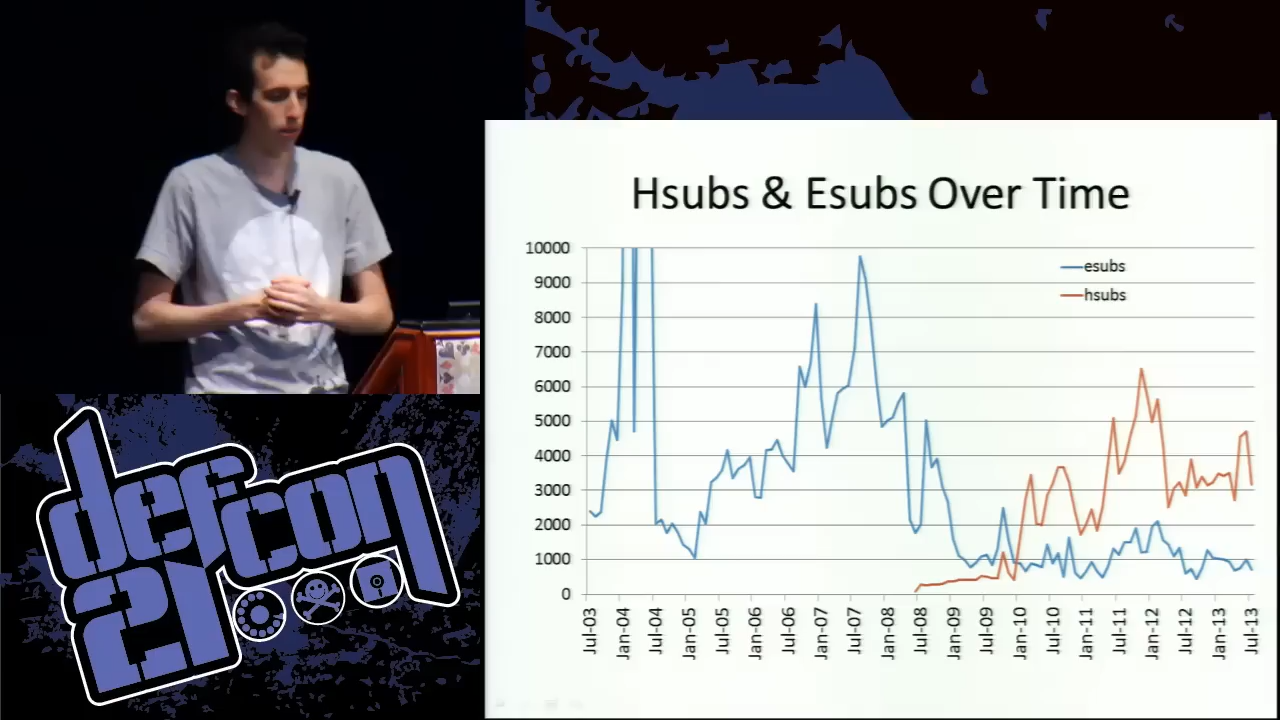 Hsubs & Esubs Over Time
10000
9000
8000
7000
6000
5000
4000
3000
2000
1000
0
esubs
hsubs
Jul-03
Jan-04
Jul-04
Jan-05
Jul-05
Jan-06
Jul-06
Jan-07
Jul-07
Jan-08
Jul-08
Jan-09
Jul-09
Jan-10
Jul-10
Jan-11
Jul-11
Jan-12
Jul-12
Jan-13
Jul-13
defcon
21